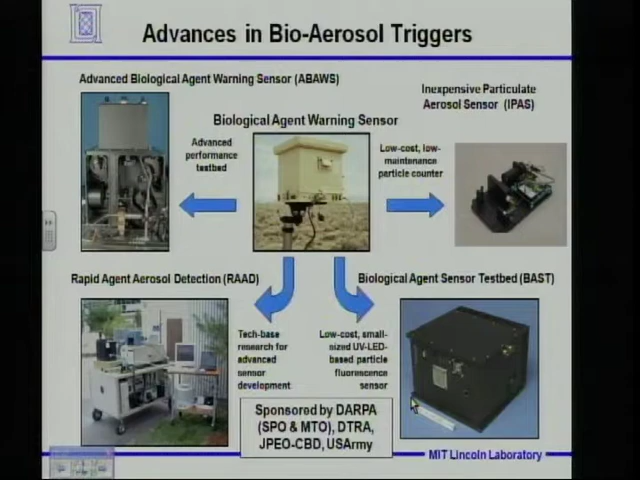 Advances in Bio-Aerosol Triggers
Advanced Biological Agent Warning Sensor (ABAWS)
Inexpensive Particulate
Aerosol Sensor (IPAS)
Biological Agent Warning Sensor
Advanced
performance
testbed
Low-cost, low-
maintenance
particle counter
Rapid Agent Aerosol Detection (RAAD)
Biological Agent Sensor Testbed (BAST)
Tech-base
research for
advanced
sensor
development
Low-cost, small-
sized UV-LED-
based particle
fluorescence
sensor
Sponsored by DARPA
(SPO & MTO), DTRA,
JPEO-CBD, USArmy
MIT Lincoln Laboratory